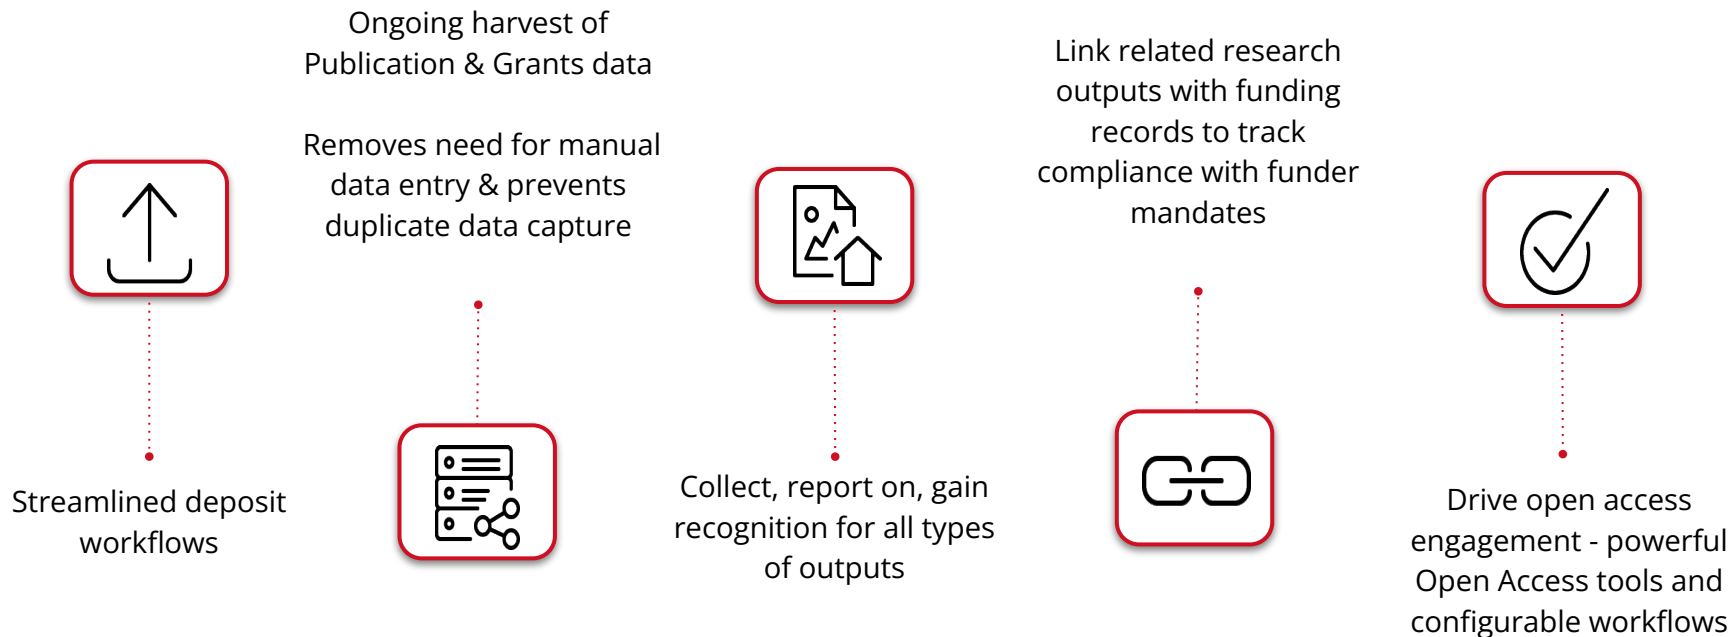 Streamlined deposit
workflows
Ongoing harvest of
Publication & Grants data
Removes need for manual
data entry & prevents
duplicate data capture
Collect, report on, gain
recognition for all types
of outputs
Link related research
outputs with funding
records to track
compliance with funder
mandates
Drive open access
engagement - powerful
Open Access tools and
configurable workflows